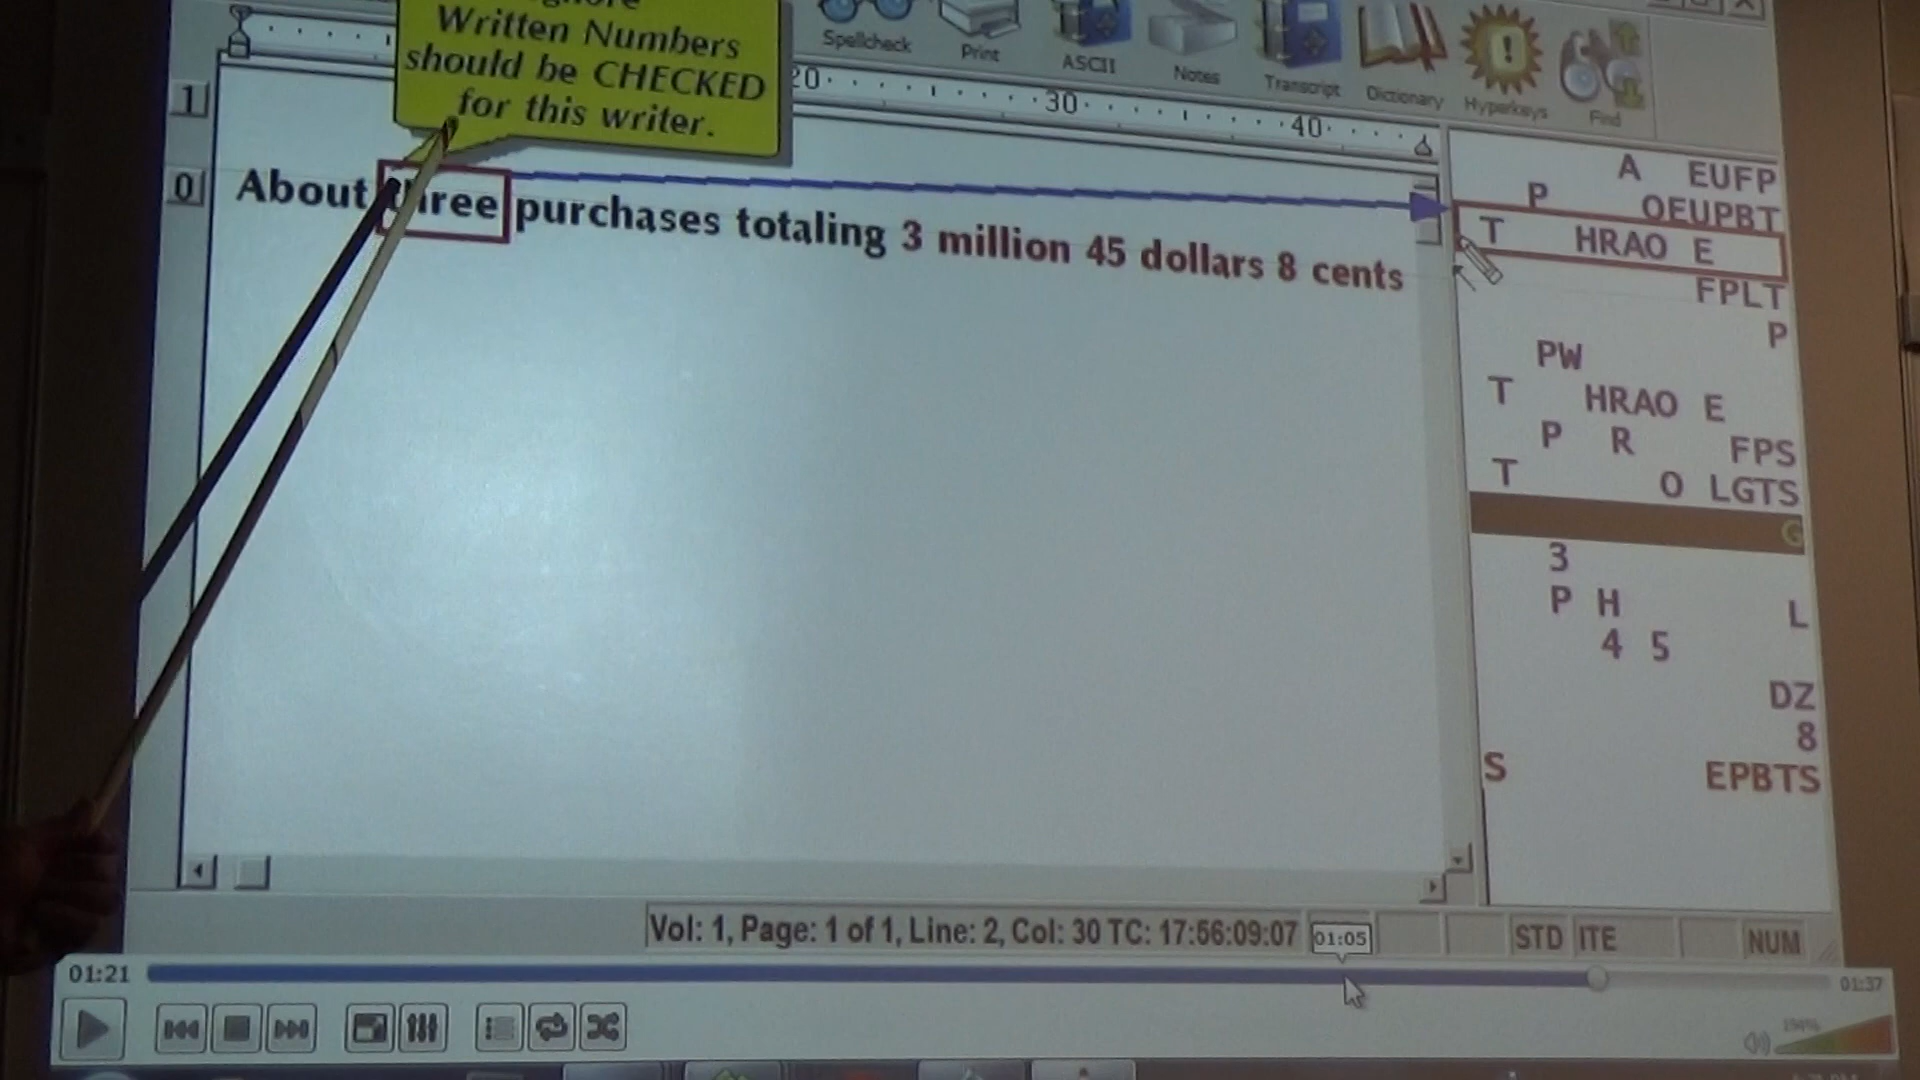 Written Numbers
should be CHECKED
for this writer.
Spellcheck
Print
ASCII
Notes
Transcript
Dictionary
Hyperkeys
Find
20
30
40
1
0
About three purchases totaling 3 million 45 dollars 8 cents
A EUFP
P OEUPBT
T HRAO E
FPLT
P
PW
T HRAO E
P R FPS
T O LGTS
G
3
P H L
4 5
DZ
8
S EPBTS
Vol: 1, Page: 1 of 1, Line: 2, Col: 30 TC: 17:56:09:07
01:05
STD
ITE
NUM
01:21
01:37
194%